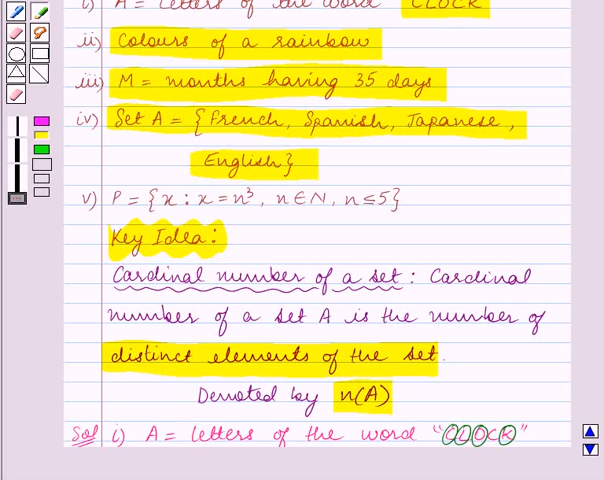 i) A = letters of the word CLOCK
ii) Colours of a rainbow
iii) M = months having 35 days
iv) Set A = {French, Spanish, Japanese,
English}
v) P = {x : x = n³, n ∈ N, n ≤ 5}
Key Idea:
Cardinal number of a set : Cardinal
number of a set A is the number of
distinct elements of the set.
Denoted by n(A)
Sol i) A = letters of the word "CLOCK"